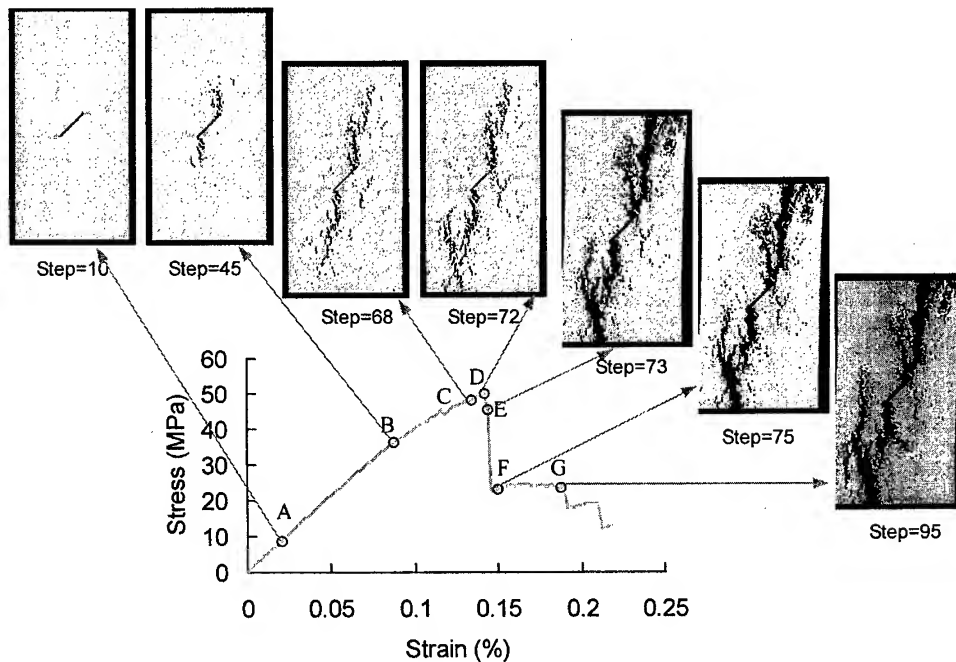 Step=10
Step=45
Step=68
Step=72
Step=73
Step=75
Step=95
60
50
40
30
20
10
0
Stress (MPa)
A
B
C
D
E
F
G
0
0.05
0.1
0.15
0.2
0.25
Strain (%)